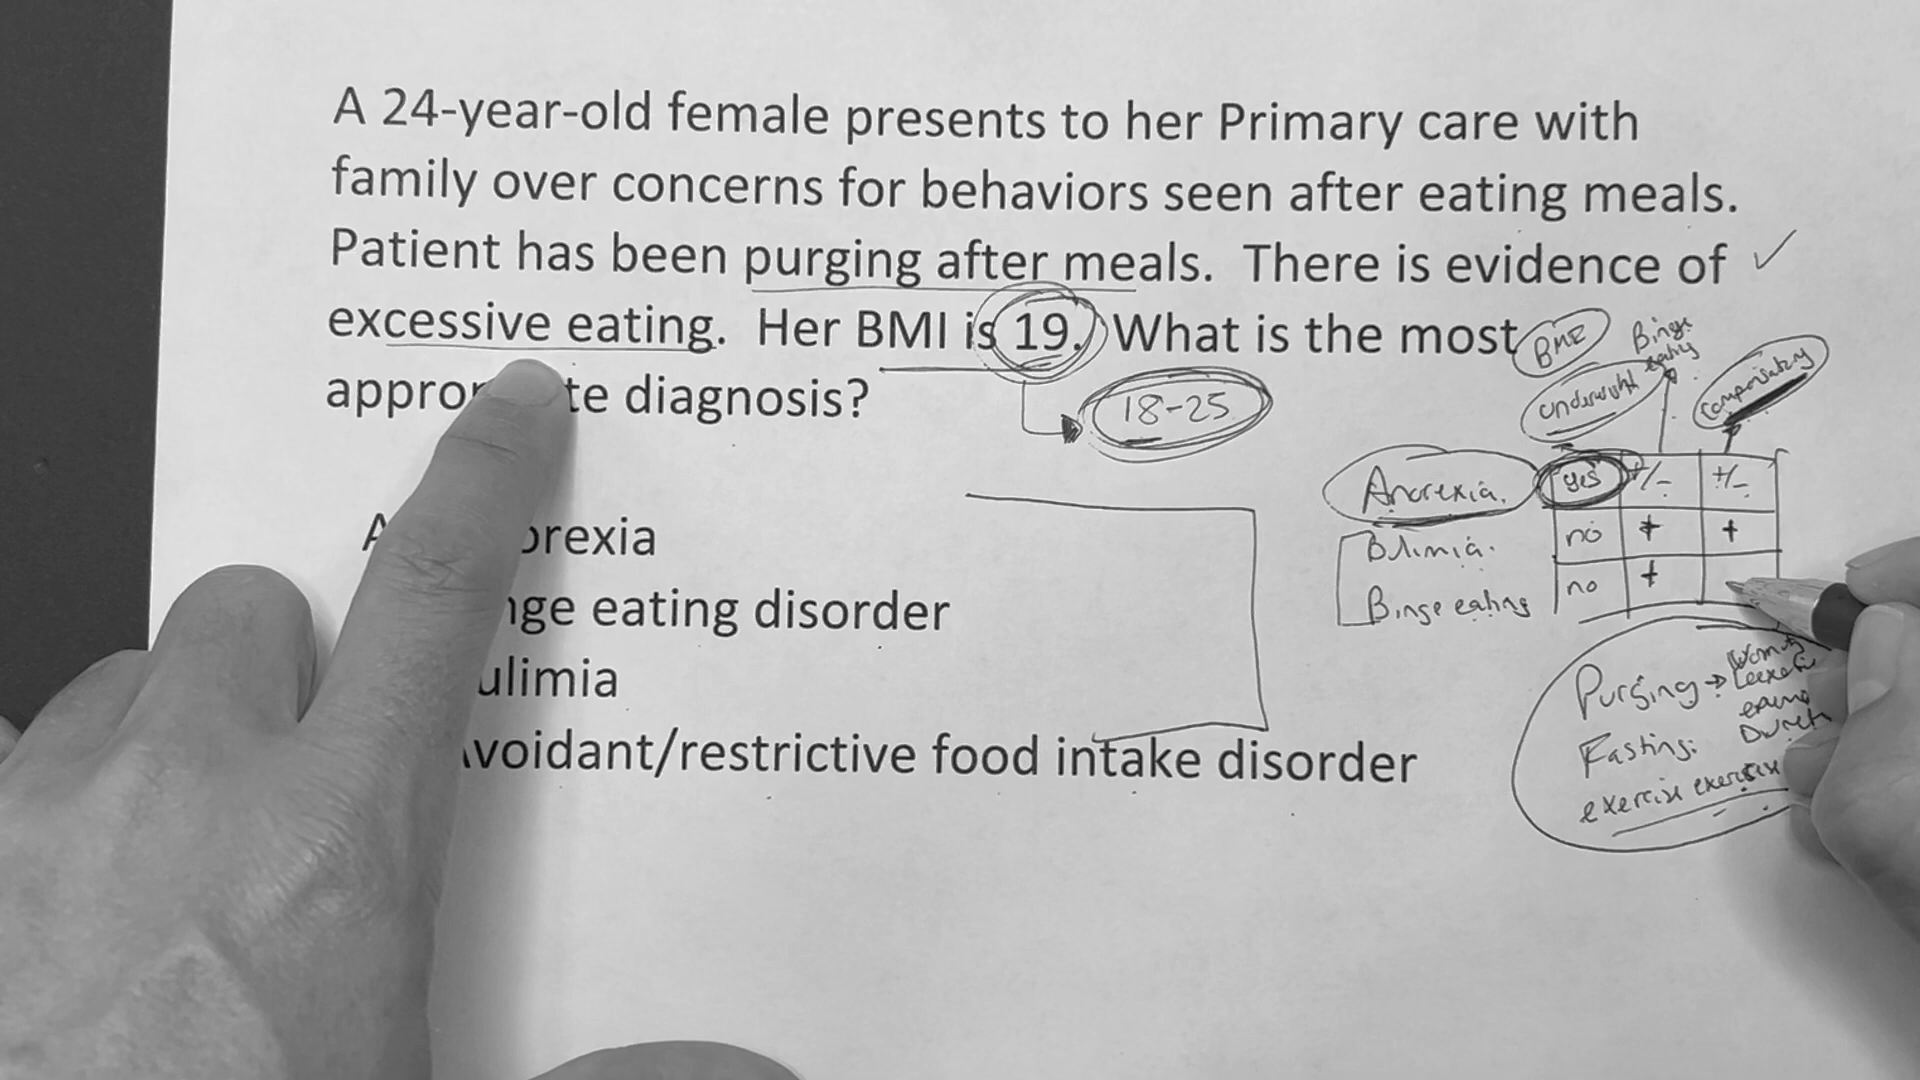 A 24-year-old female presents to her Primary care with
family over concerns for behaviors seen after eating meals.
Patient has been purging after meals. There is evidence of
excessive eating. Her BMI is 19. What is the most
diagnosis?
18-25
orexia
nge eating disorder
ulimia
voidant/restrictive food intake disorder
Binge
eating
underweight
Compensatory
Anorexia. yes +/- +/-
Bulimia. no + +
Binge eating no +
Purging →
Fasting:
exercise